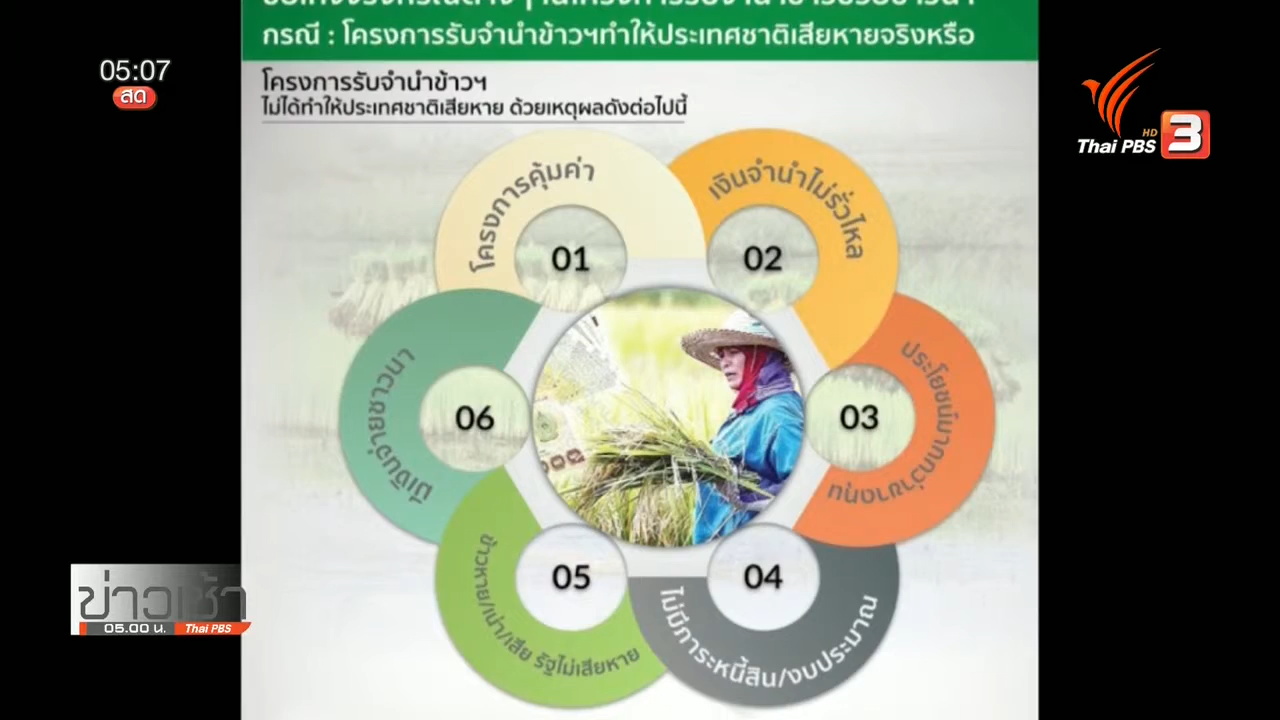 กรณี : โครงการรับจำนำข้าวฯทำให้ประเทศชาติเสียหายจริงหรือ
05:07
สด
โครงการรับจำนำข้าวฯ
ไม่ได้ทำให้ประเทศชาติเสียหาย ด้วยเหตุผลดังต่อไปนี้
HD
Thai PBS 3
โครงการคุ้มค่า
01
เงินจำนำไม่รั่วไหล
02
ประโยชน์มากกว่าขาดทุน
03
ไม่มีภาระหนี้สิน/งบประมาณ
04
ข้าวหาย/เน่า/เสีย รัฐไม่เสียหาย
05
มีเงินจ่ายชาวนา
06
ข่าวเช้า
05.00 น. Thai PBS